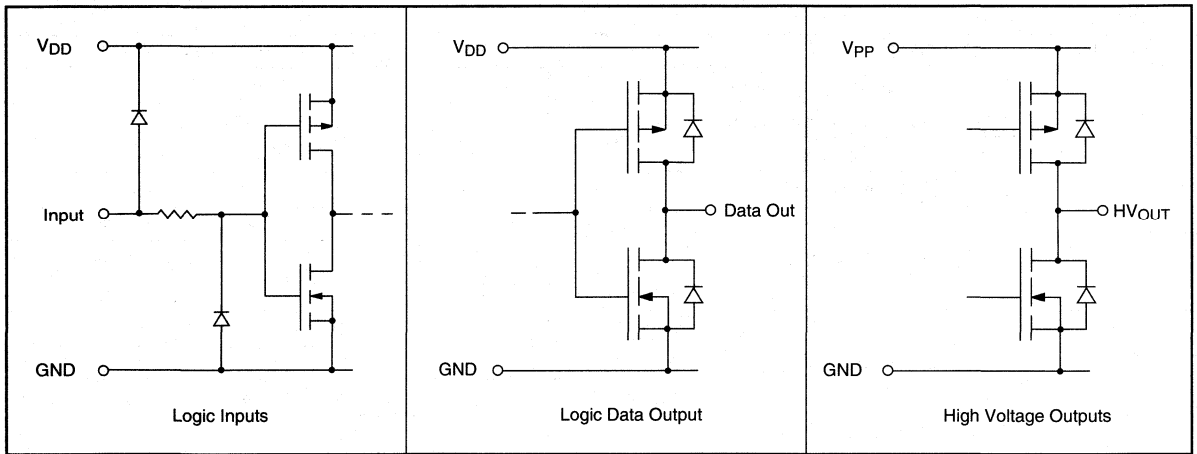 VDD
Input
GND
Logic Inputs
VDD
Data Out
GND
Logic Data Output
VPP
HVOUT
GND
High Voltage Outputs